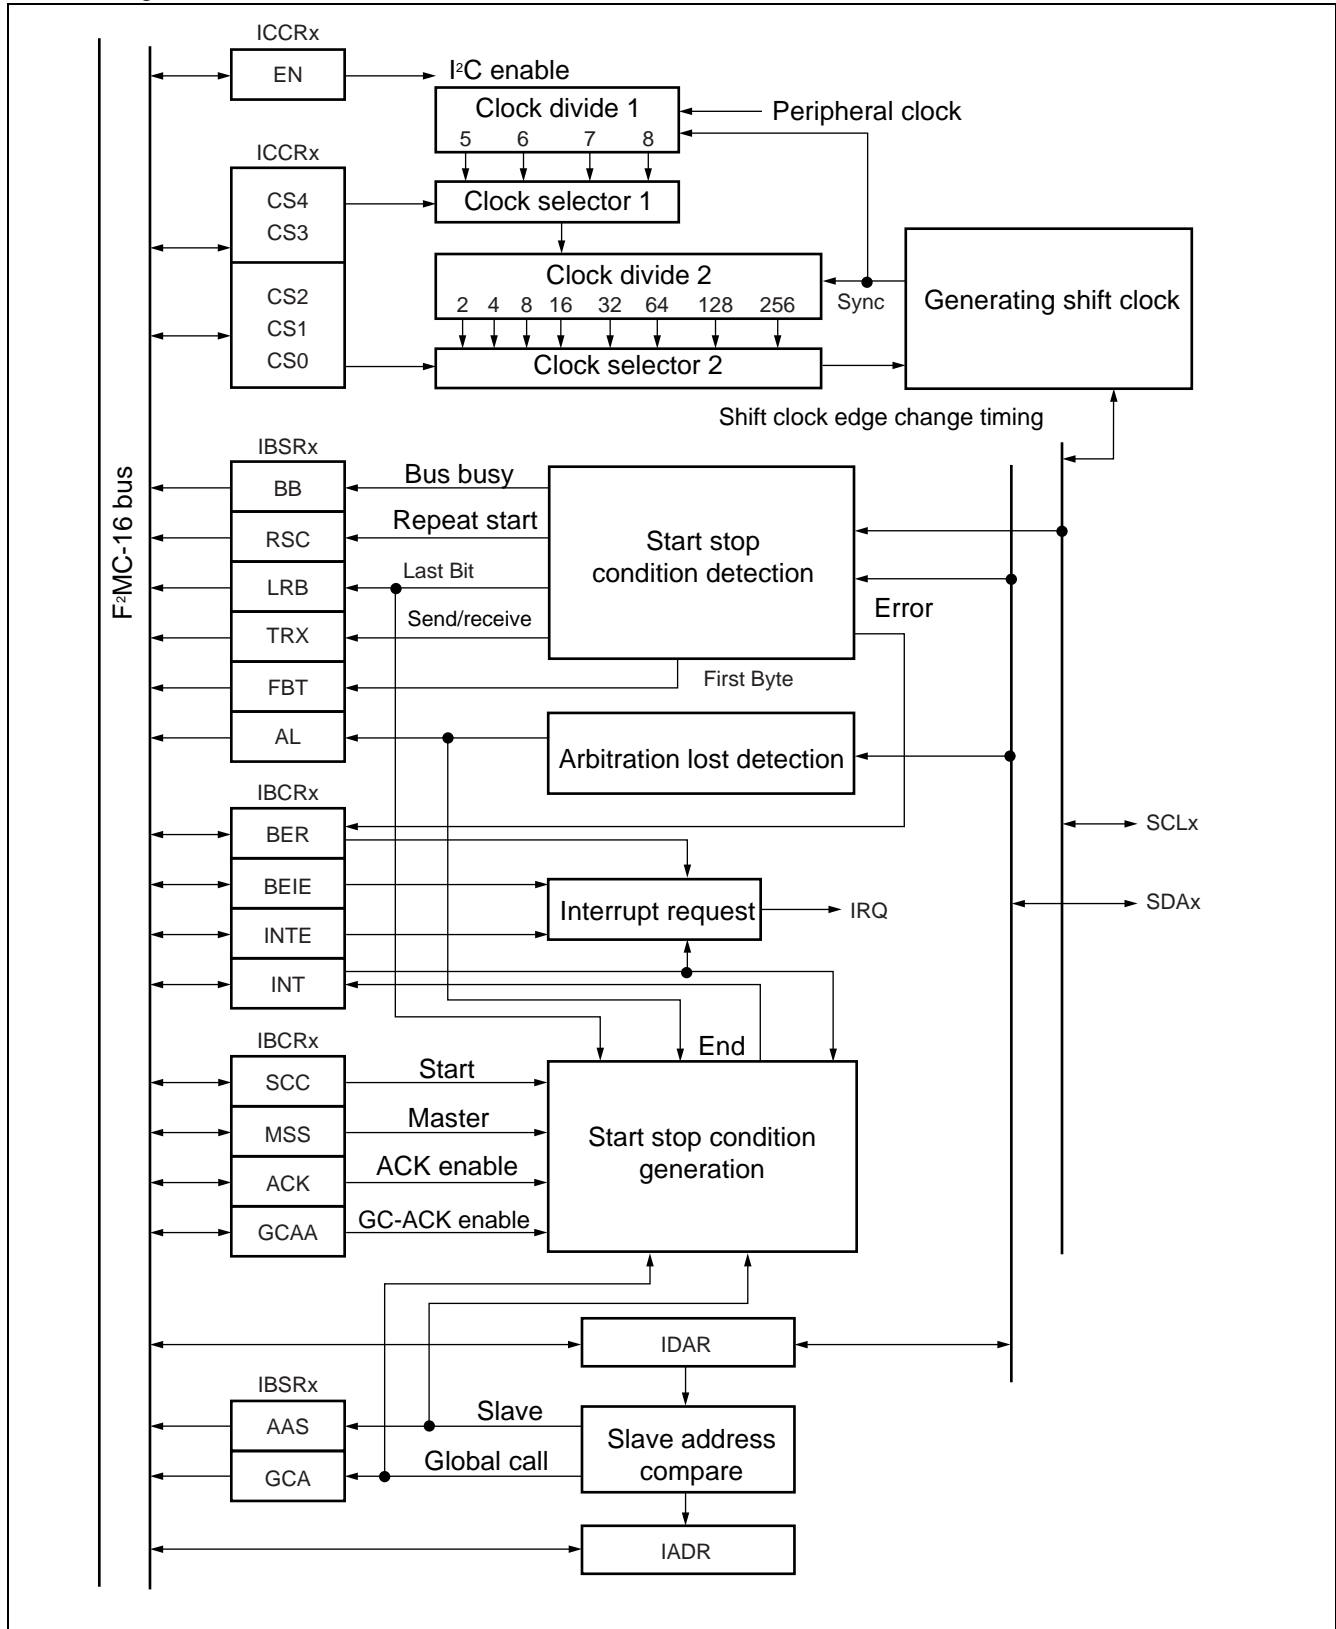 ICCRx
EN
I²C enable
Clock divide 1
Peripheral clock
5 6 7 8
ICCRx
CS4
CS3
Clock selector 1
Clock divide 2
2 4 8 16 32 64 128 256
Sync
Generating shift clock
CS2
CS1
CS0
Clock selector 2
Shift clock edge change timing
F²MC-16 bus
IBSRx
BB
Bus busy
RSC
Repeat start
LRB
Last Bit
TRX
Send/receive
FBT
First Byte
AL
Start stop
condition detection
Error
Arbitration lost detection
IBCRx
BER
BEIE
INTE
INT
Interrupt request
IRQ
SCLx
SDAx
End
IBCRx
SCC
Start
MSS
Master
ACK
ACK enable
GCAA
GC-ACK enable
Start stop condition
generation
IDAR
IBSRx
AAS
Slave
GCA
Global call
Slave address
compare
IADR